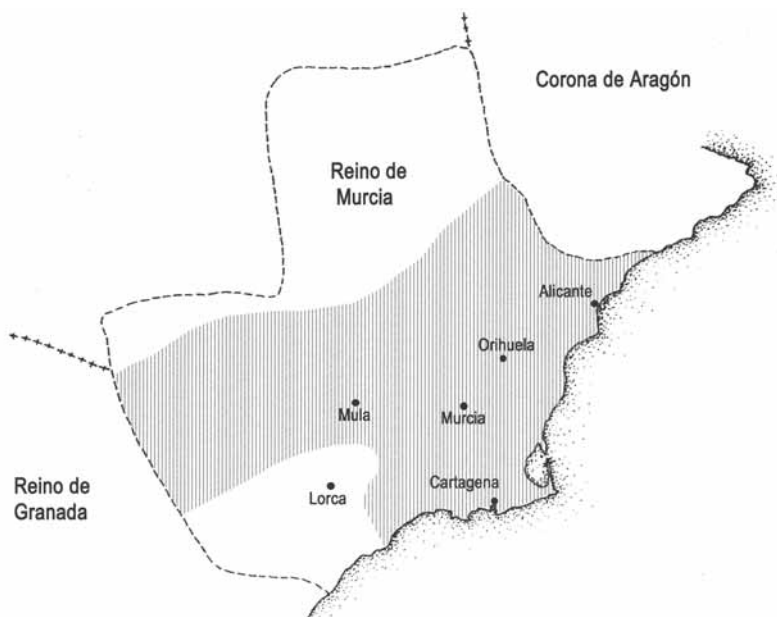 Corona de Aragón
Reino de
Murcia
Alicante
Orihuela
Mula
Murcia
Reino de
Granada
Lorca
Cartagena